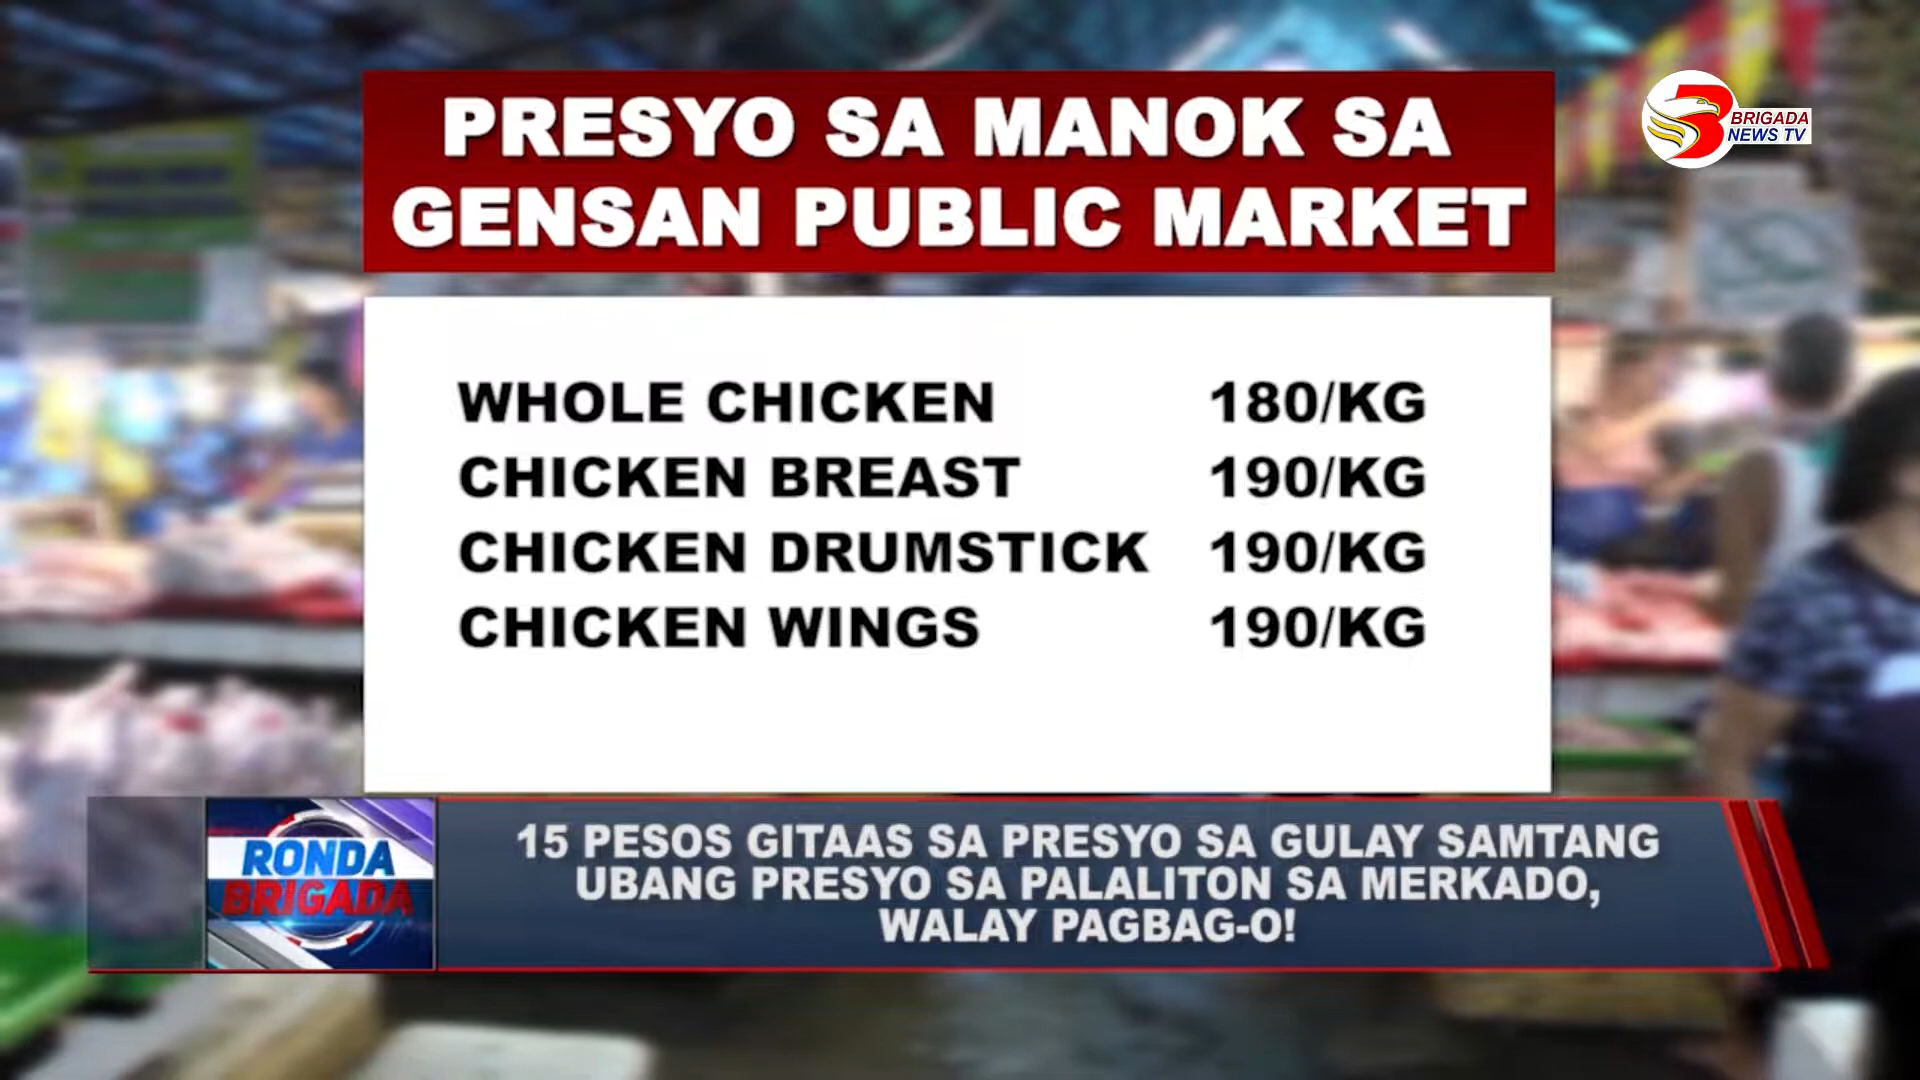 PRESYO SA MANOK SA
GENSAN PUBLIC MARKET
BRIGADA
NEWS TV
WHOLE CHICKEN 180/KG
CHICKEN BREAST 190/KG
CHICKEN DRUMSTICK 190/KG
CHICKEN WINGS 190/KG
RONDA
BRIGADA
15 PESOS GITAAS SA PRESYO SA GULAY SAMTANG
UBANG PRESYO SA PALALITON SA MERKADO,
WALAY PAGBAG-O!